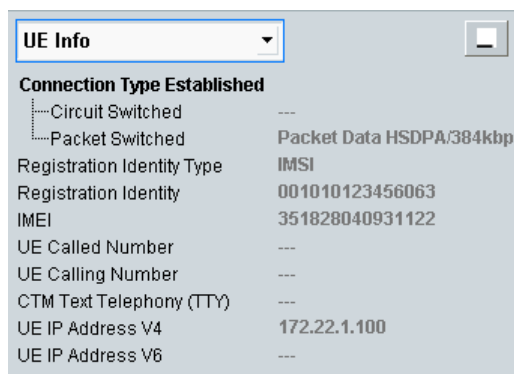 UE Info
Connection Type Established
Circuit Switched ---
Packet Switched Packet Data HSDPA/384kbp
Registration Identity Type IMSI
Registration Identity 001010123456063
IMEI 351828040931122
UE Called Number ---
UE Calling Number ---
CTM Text Telephony (TTY) ---
UE IP Address V4 172.22.1.100
UE IP Address V6 ---